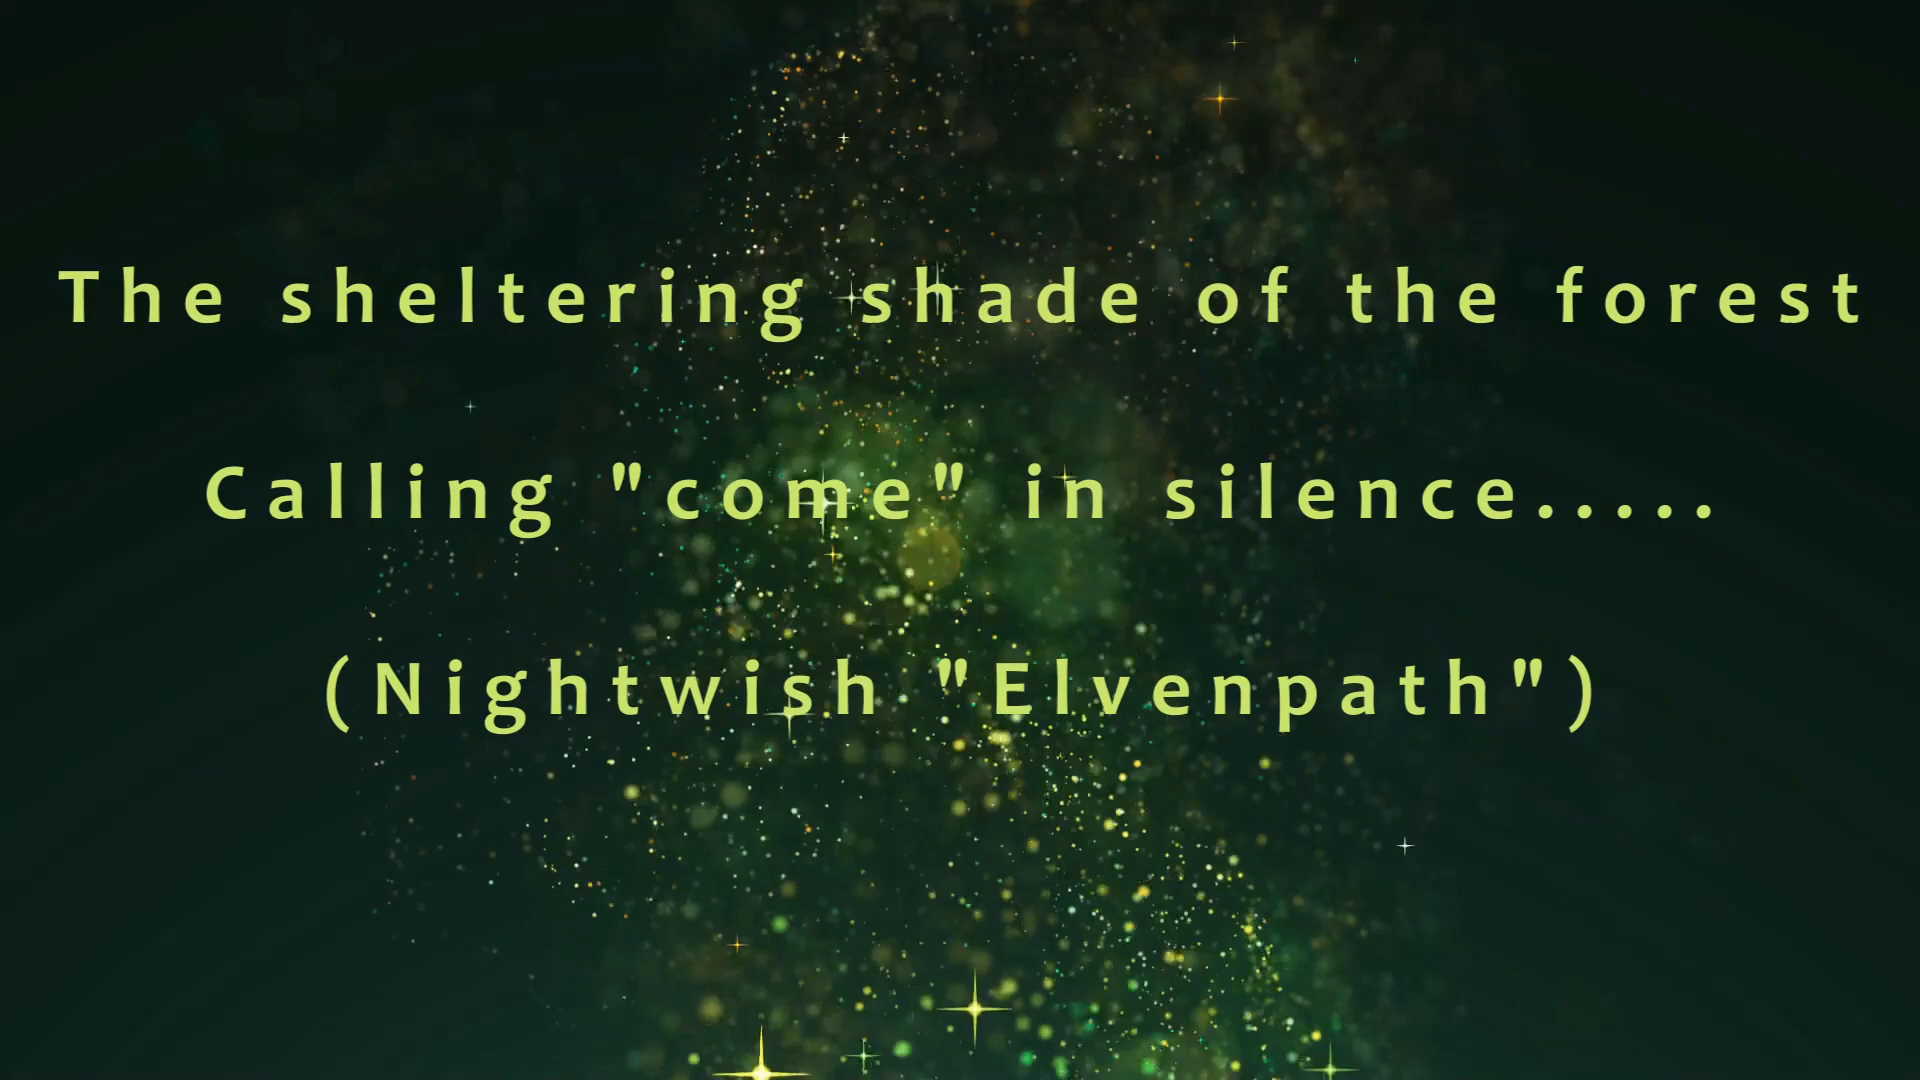 The sheltering shade of the forest
Calling "come" in silence.....
(Nightwish "Elvenpath")